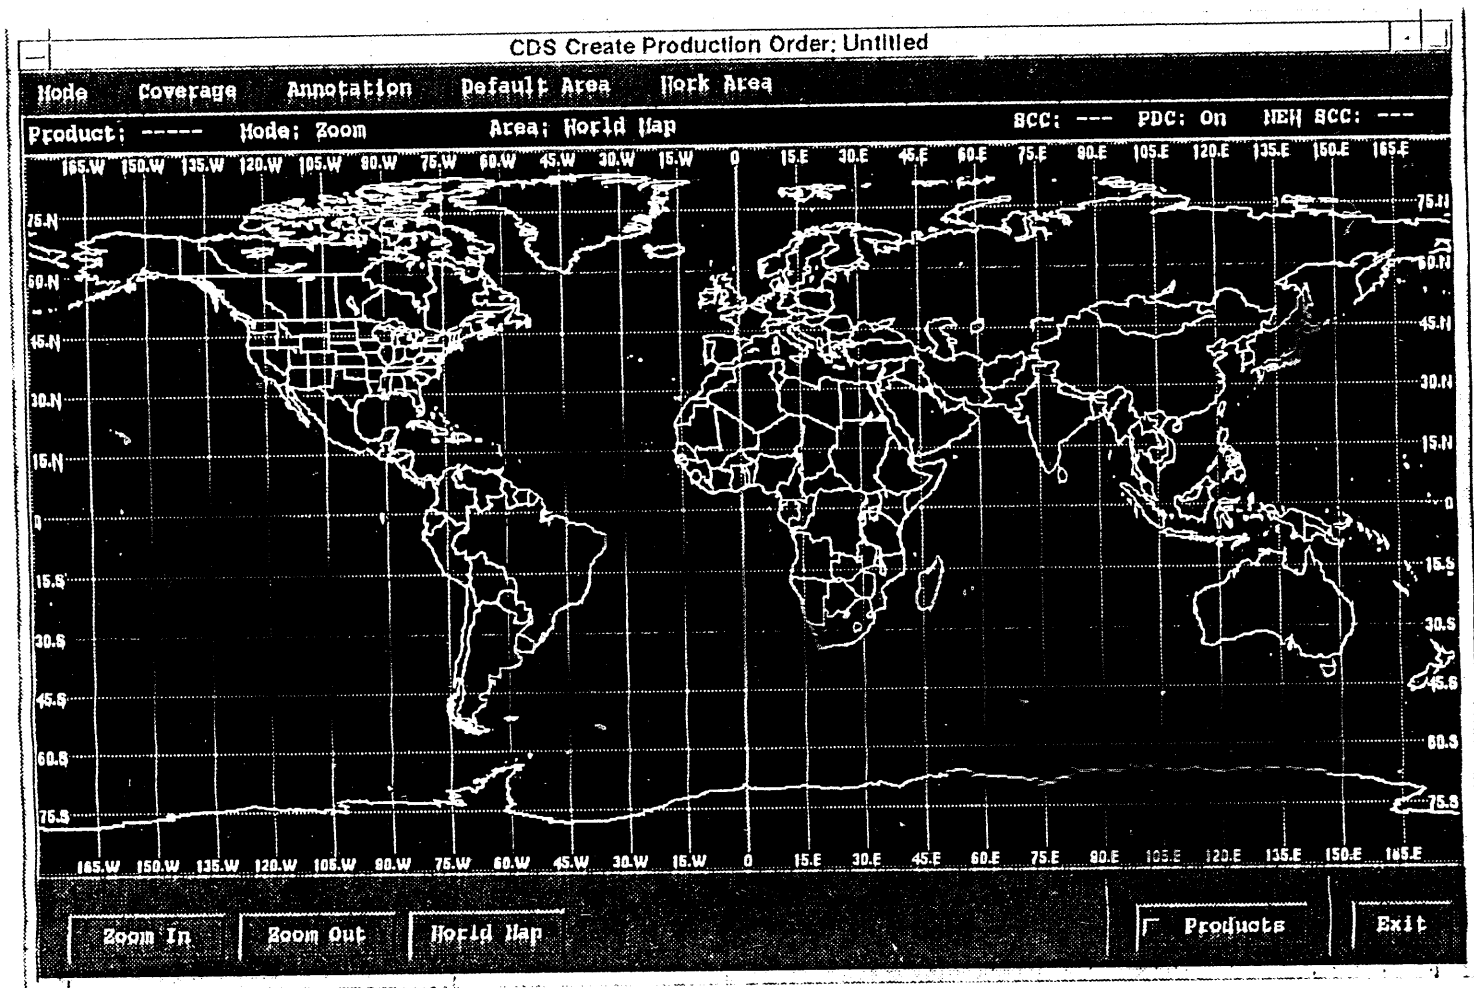 CDS Create Production Order: Untitled
Mode Coverage Annotation Default Area Work Area
Product: ----- Mode: Zoom Area: World Map SCC: --- PDC: On NEW SCC: ---
165.W 150.W 135.W 120.W 105.W 90.W 75.W 60.W 45.W 30.W 15.W 0 15.E 30.E 45.E 60.E 75.E 90.E 105.E 120.E 135.E 150.E 165.E
75.N 75.N
60.N 60.N
45.N 45.N
30.N 30.N
15.N 15.N
0 0
15.S 15.S
30.S 30.S
45.S 45.S
60.S 60.S
75.S 75.S
165.W 150.W 135.W 120.W 105.W 90.W 75.W 60.W 45.W 30.W 15.W 0 15.E 30.E 45.E 60.E 75.E 90.E 105.E 120.E 135.E 150.E 165.E
Zoom In Zoom Out World Map Products Exit